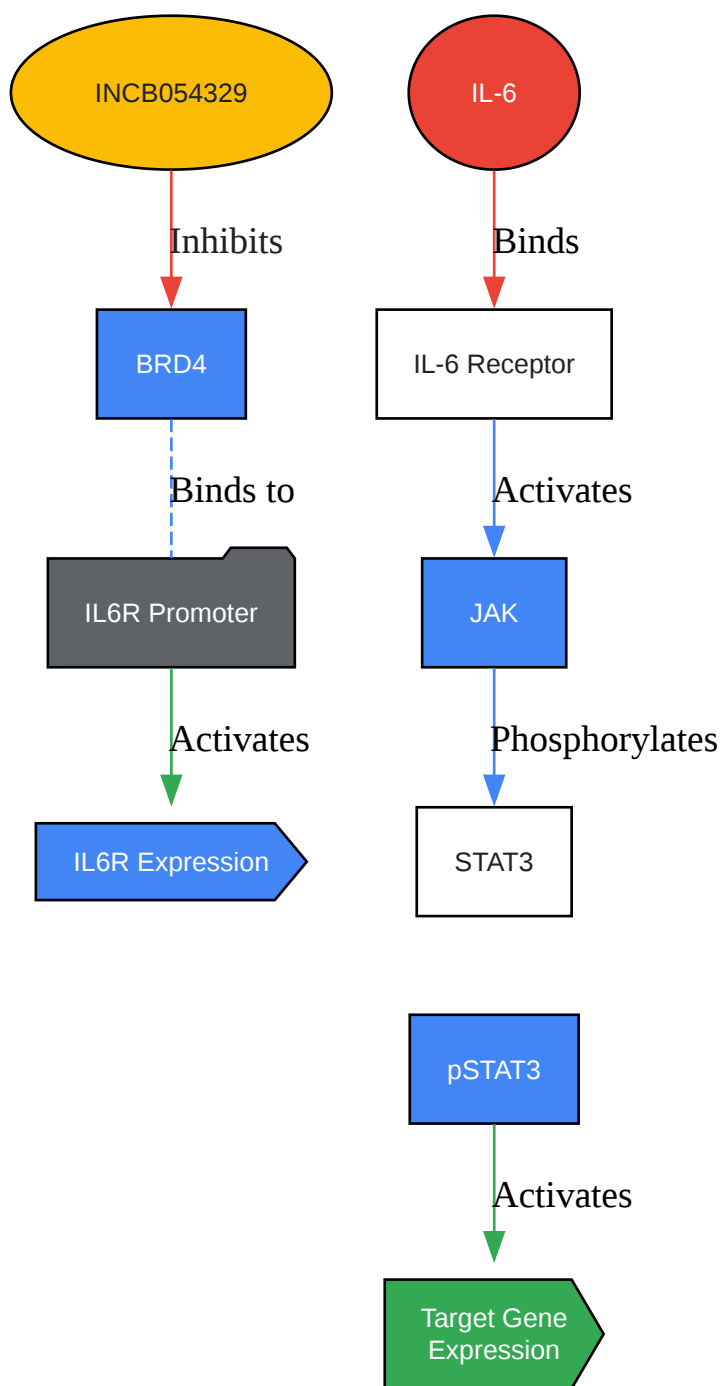 INCB054329
IL-6
Inhibits
Binds
BRD4
IL-6 Receptor
Binds to
Activates
IL6R Promoter
JAK
Activates
Phosphorylates
IL6R Expression
STAT3
pSTAT3
Activates
Target Gene
Expression